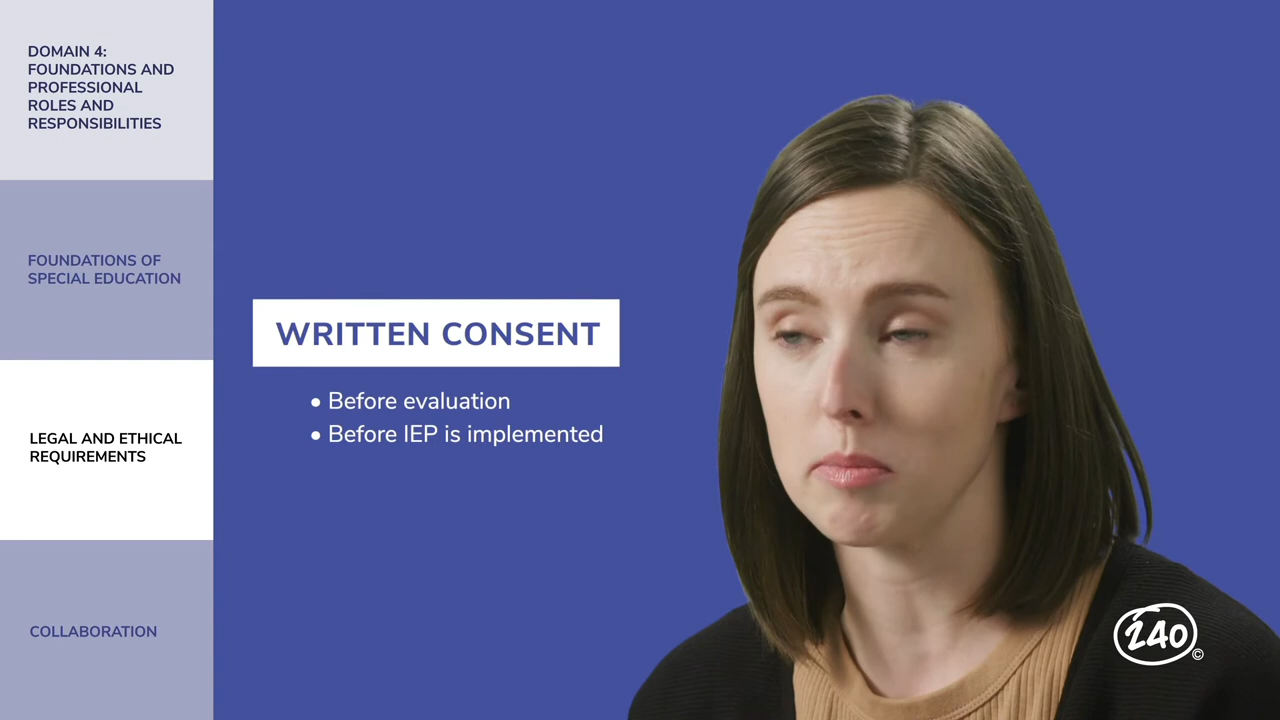 DOMAIN 4:
FOUNDATIONS AND
PROFESSIONAL
ROLES AND
RESPONSIBILITIES
FOUNDATIONS OF
SPECIAL EDUCATION
LEGAL AND ETHICAL
REQUIREMENTS
COLLABORATION
WRITTEN CONSENT
• Before evaluation
• Before IEP is implemented
240
©